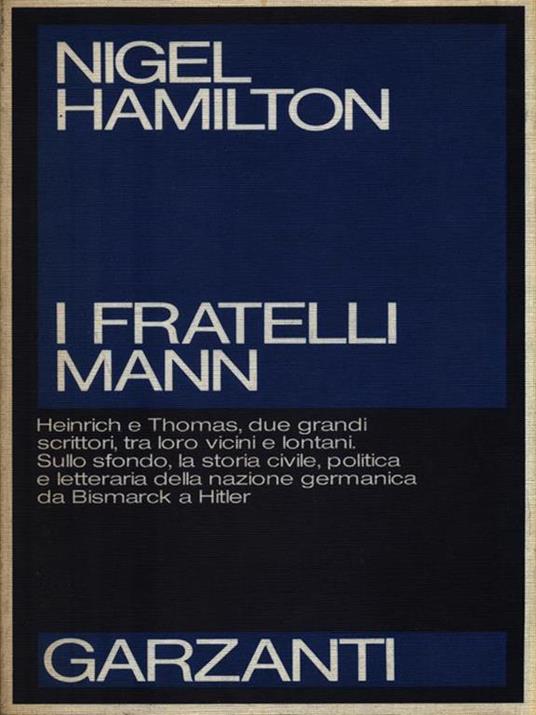 NIGEL
HAMILTON
I FRATELLI
MANN
Heinrich e Thomas, due grandi
scrittori, tra loro vicini e lontani.
Sullo sfondo, la storia civile, politica
e letteraria della nazione germanica
da Bismarck a Hitler
GARZANTI